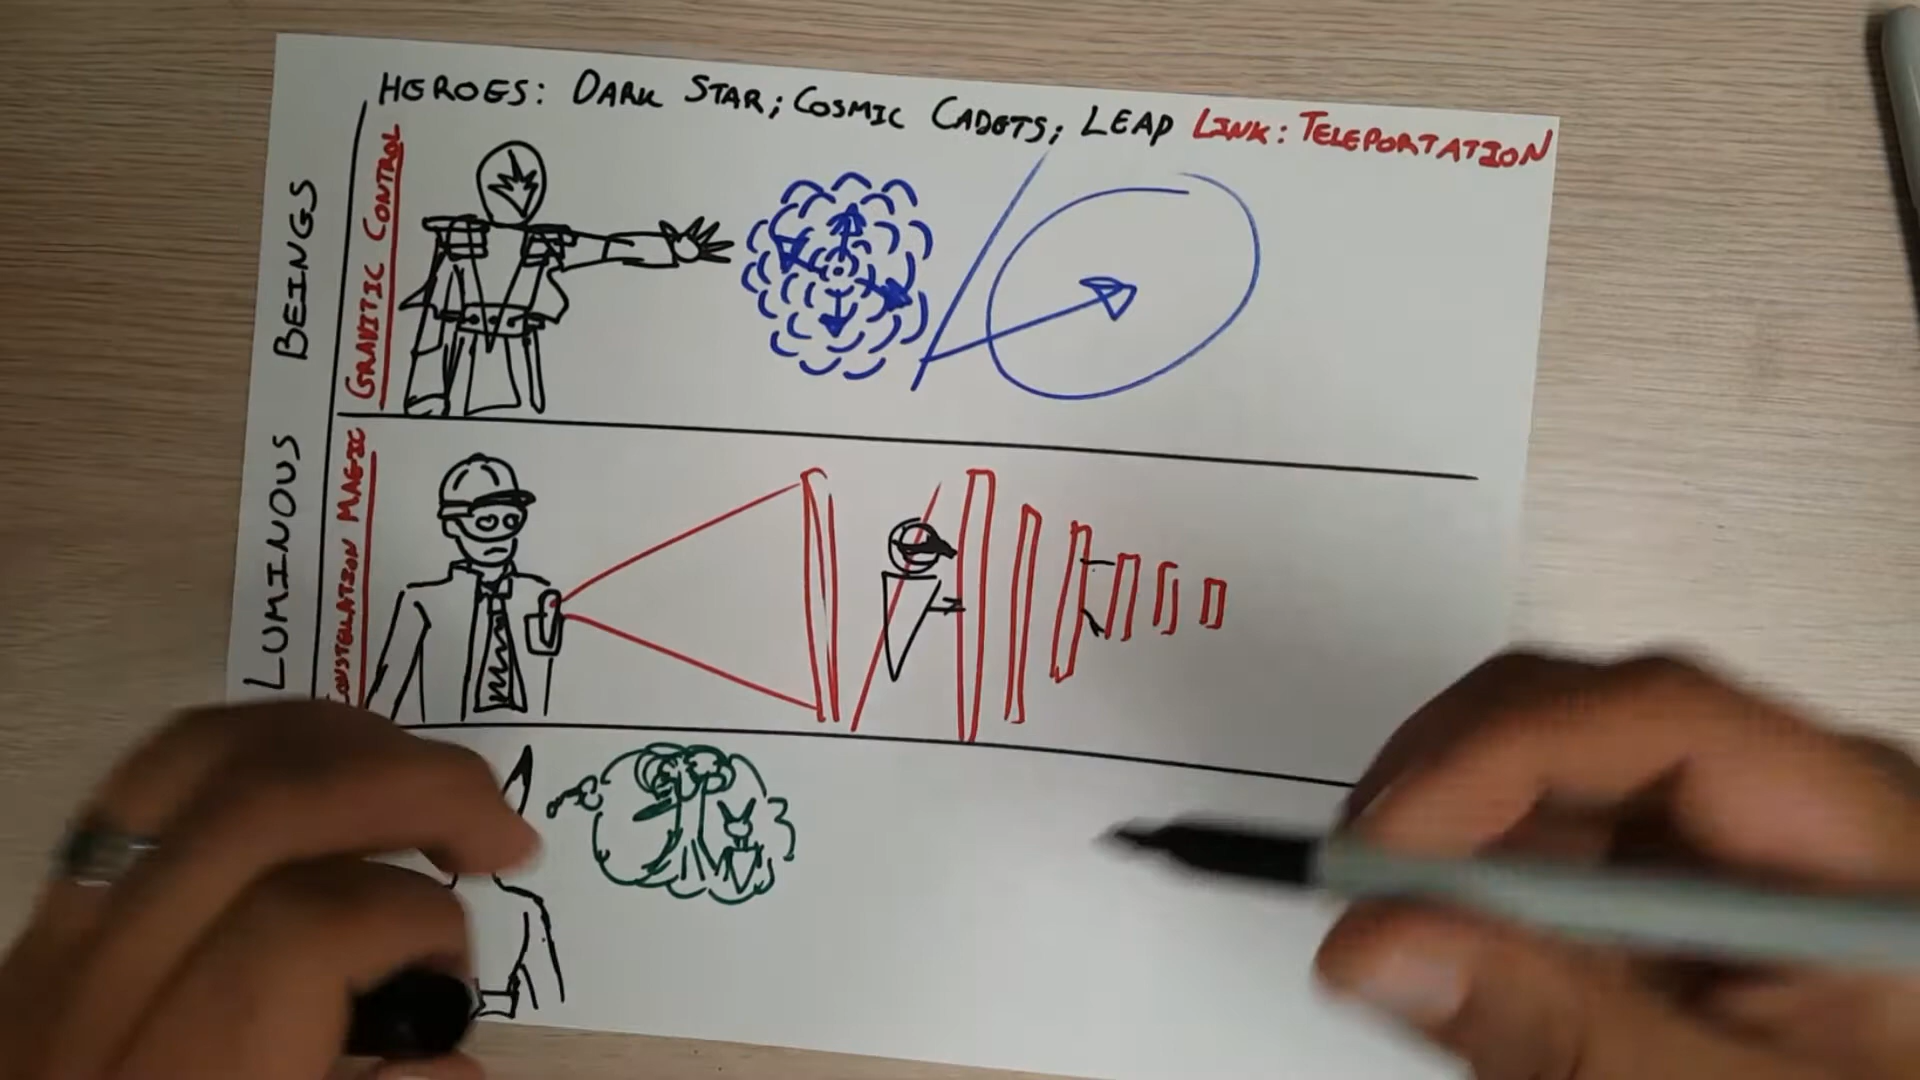 HEROES: DARK STAR; COSMIC CADETS; LEAP LINK: TELEPORTATION
LUMINOUS BEINGS
GRAVITIC CONTROL
CONSTELLATION MAGIC